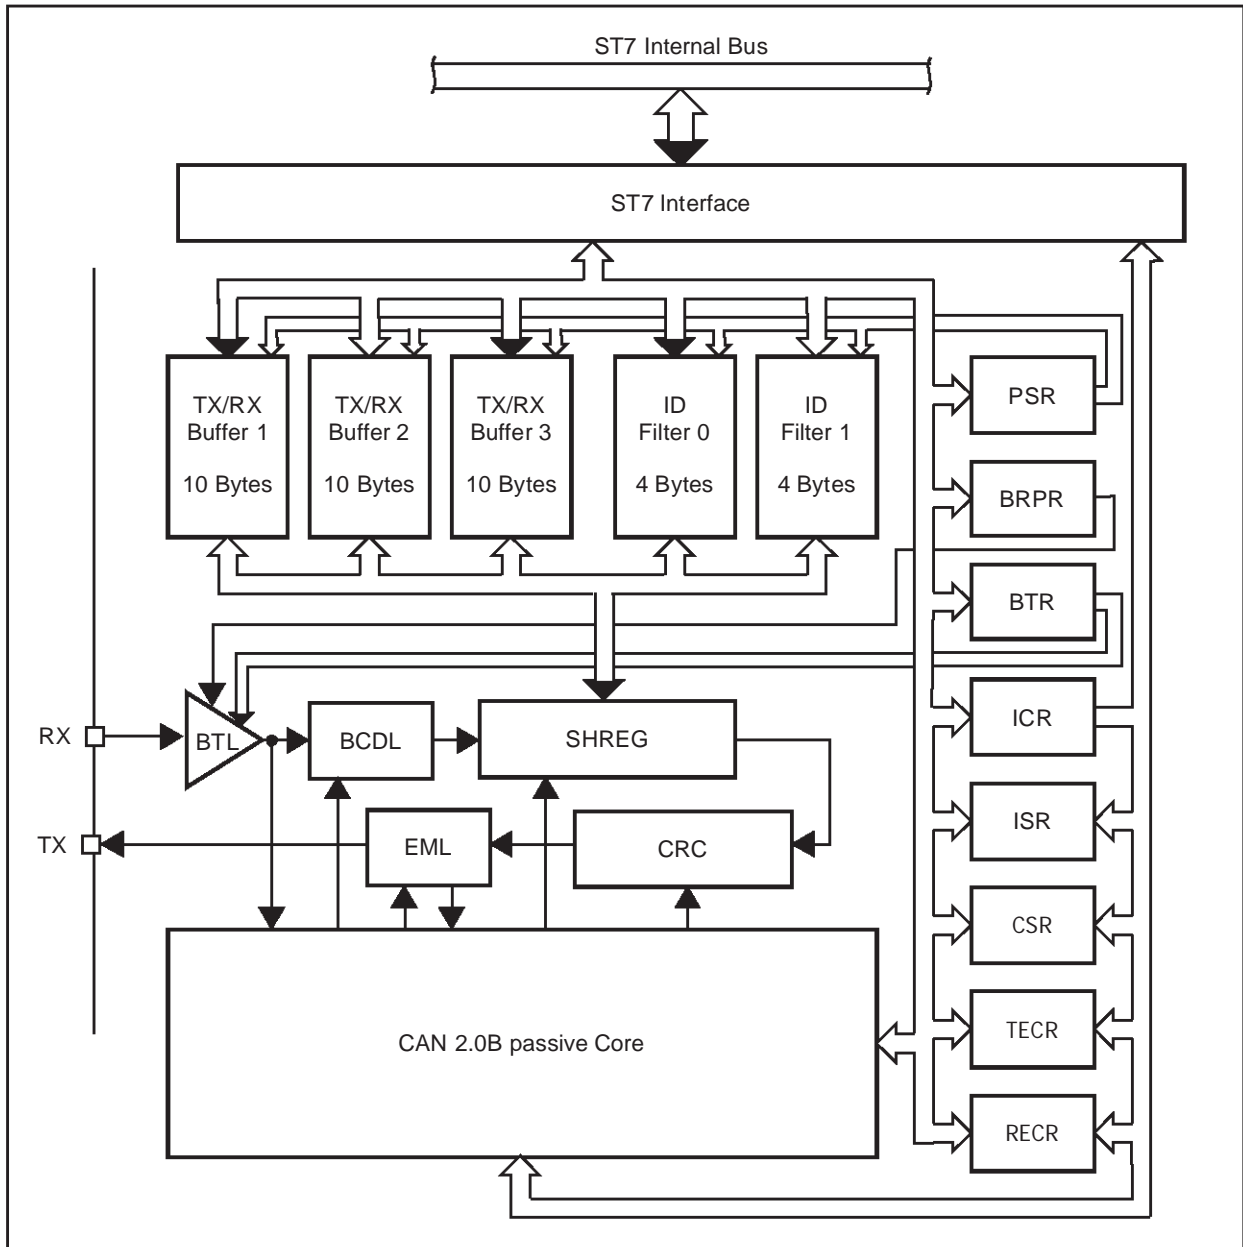 ST7 Internal Bus
ST7 Interface
TX/RX
Buffer 1
10 Bytes
TX/RX
Buffer 2
10 Bytes
TX/RX
Buffer 3
10 Bytes
ID
Filter 0
4 Bytes
ID
Filter 1
4 Bytes
PSR
BRPR
BTR
ICR
ISR
CSR
TECR
RECR
RX
BTL
BCDL
SHREG
TX
EML
CRC
CAN 2.0B passive Core